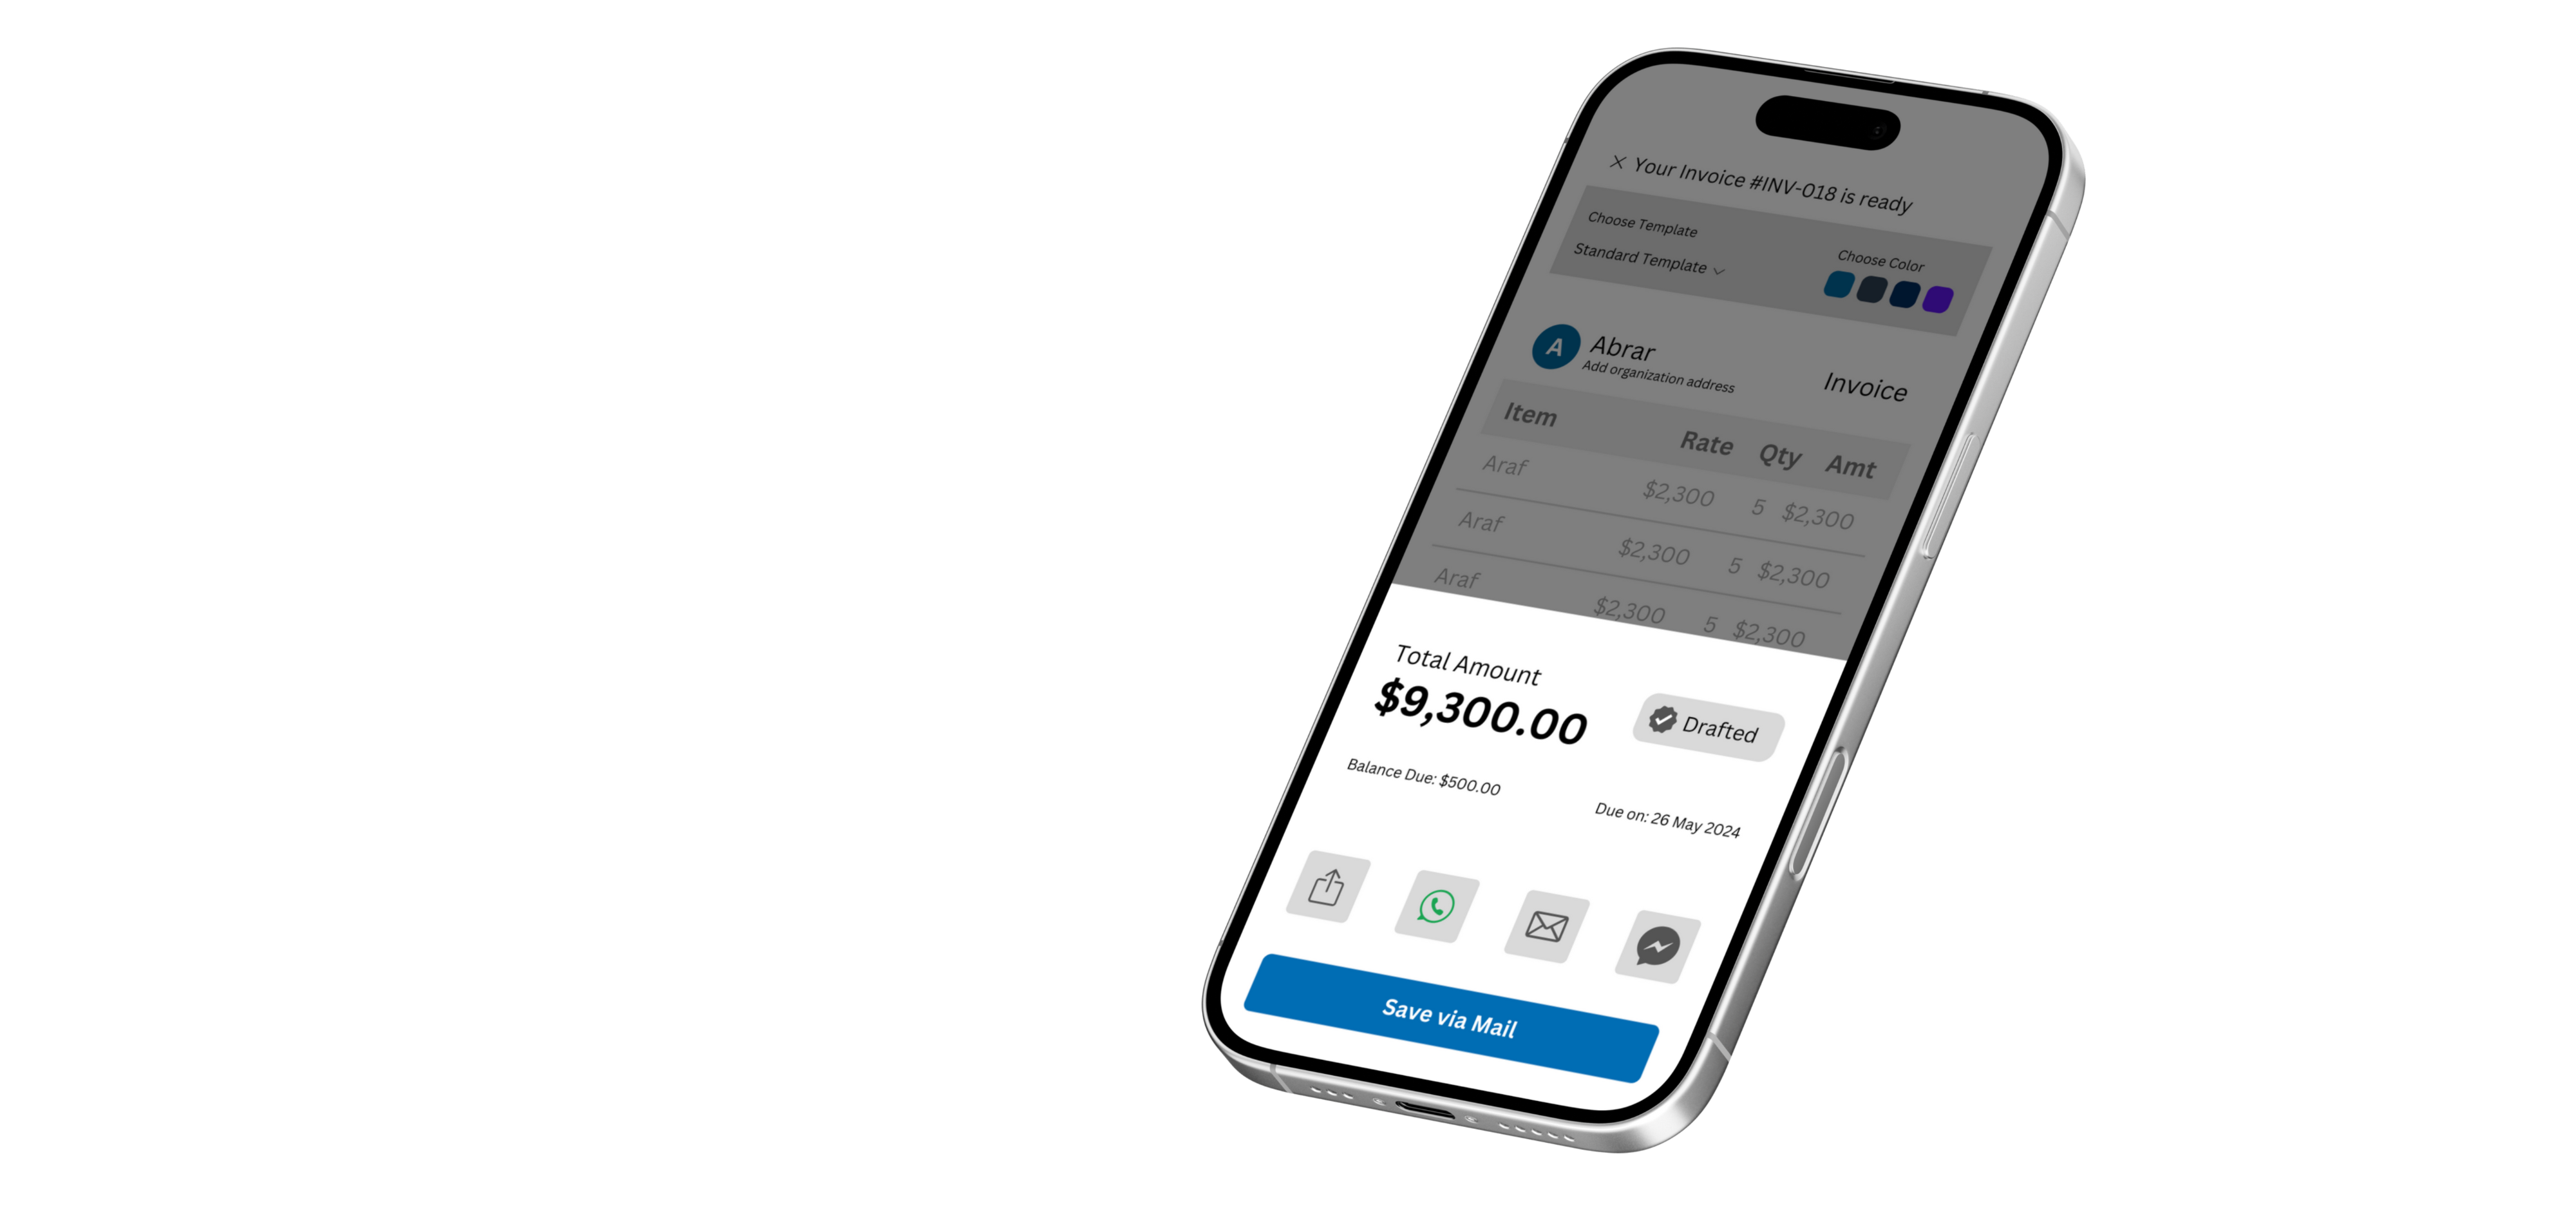 Your Invoice #INV-018 is ready
Choose Template
Standard Template
Choose Color
A
Abrar
Add organization address
Invoice
Item Rate Qty Amt
Araf $2,300 5 $2,300
Araf $2,300 5 $2,300
Araf $2,300 5 $2,300
Total Amount
$9,300.00
Drafted
Balance Due: $500.00
Due on: 26 May 2024
Save via Mail